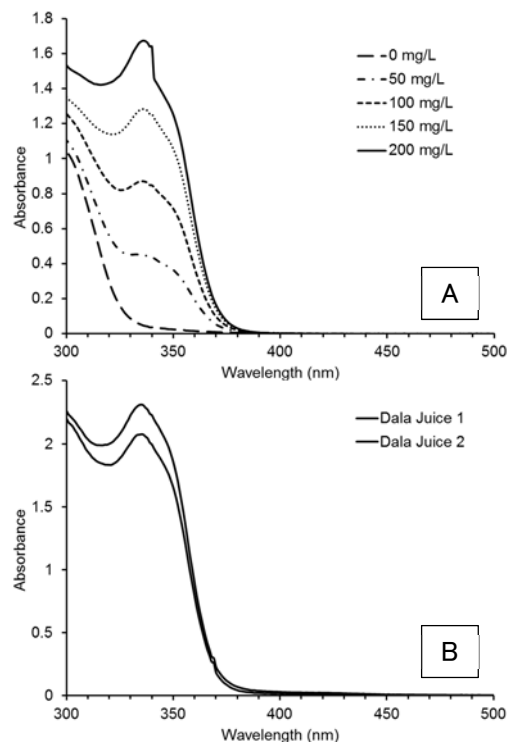 1.8
1.6
1.4
1.2
1
0.8
0.6
0.4
0.2
0
Absorbance
0 mg/L
50 mg/L
100 mg/L
150 mg/L
200 mg/L
A
300
350
400
450
500
Wavelength (nm)
2.5
2
1.5
1
0.5
0
Absorbance
Dala Juice 1
Dala Juice 2
B
300
350
400
450
500
Wavelength (nm)